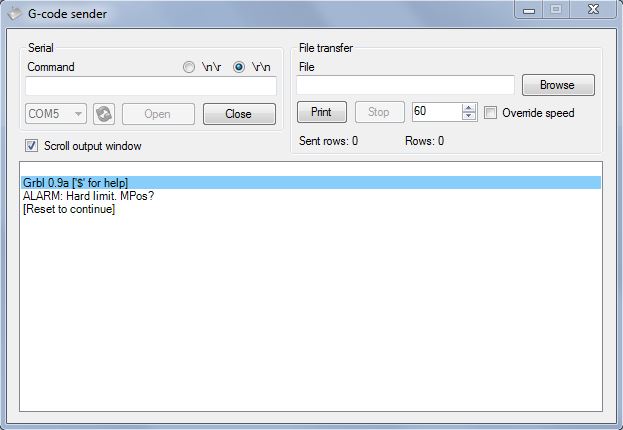 G-code sender
Serial
Command
\n\r
\r\n
COM5
Open
Close
Scroll output window
File transfer
File
Browse
Print
Stop
60
Override speed
Sent rows: 0
Rows: 0
Grbl 0.9a ['$' for help]
ALARM: Hard limit. MPos?
[Reset to continue]